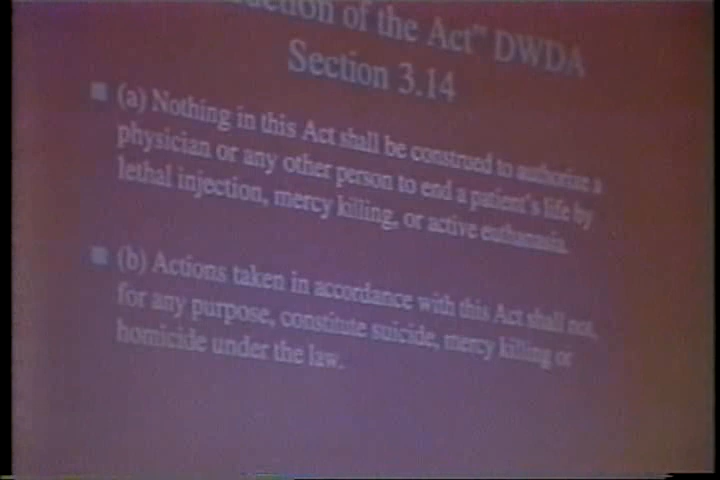 of the Act" DWDA
Section 3.14
(a) Nothing in this Act shall be construed to authorize a
physician or any other person to end a patient's life by
lethal injection, mercy killing, or active euthanasia.
(b) Actions taken in accordance with this Act shall not,
for any purpose, constitute suicide, mercy killing or
homicide under the law.